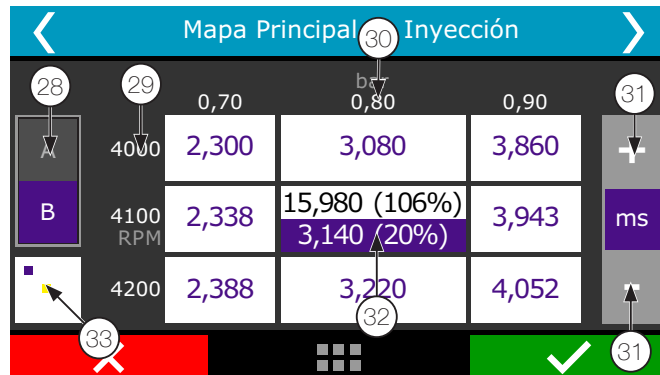 Mapa Principal Inyección
30
28
29
bar
31
0,70 0,80 0,90
A
4000 2,300 3,080 3,860 +
B
4100 2,338 15,980 (106%) 3,943 ms
RPM 3,140 (20%)
4200 2,388 3,220 4,052 -
32
33
31